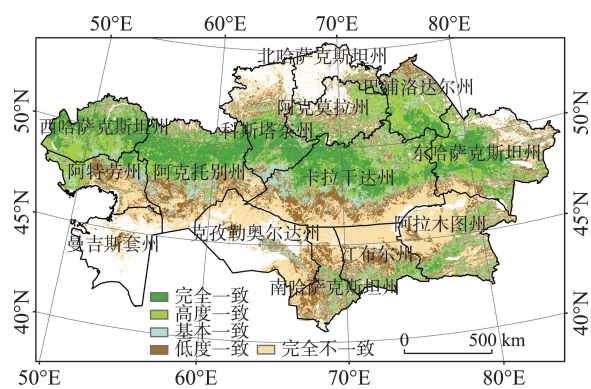 50°E 60°E 70°E 80°E
北哈萨克斯坦州
巴浦洛达尔州
50°N 阿克莫拉州 50°N
西哈萨克斯坦州 科斯塔奈州
东哈萨克斯坦州
阿特劳州 阿克托别州 卡拉干达州
45°N 阿拉木图州 45°N
曼吉斯套州 克孜勒奥尔达州
江布尔州
南哈萨克斯坦州
完全一致
40°N 高度一致 40°N
基本一致 0 500 km
低度一致 完全不一致
50°E 60°E 70°E 80°E